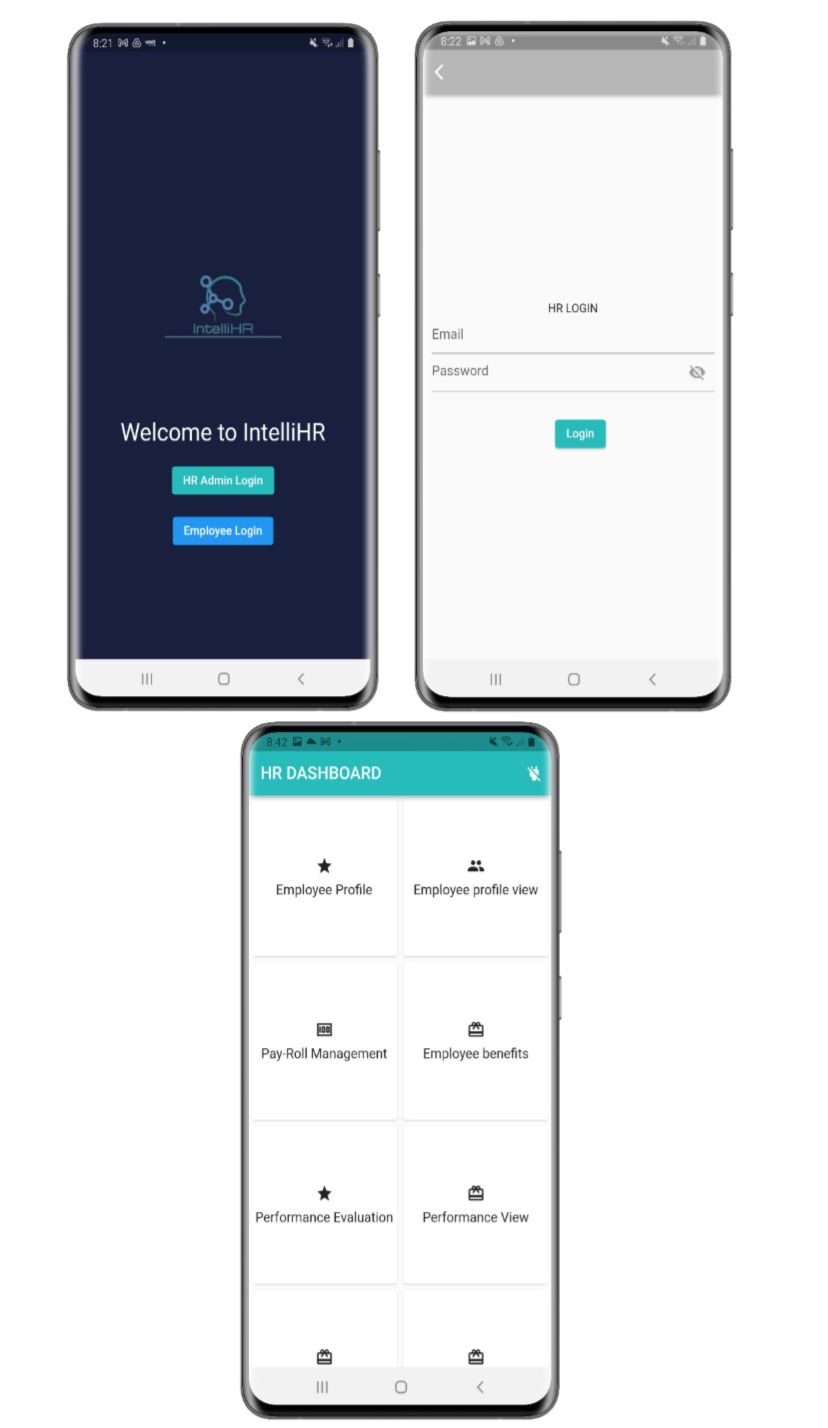 8:21
IntelliHR
Welcome to IntelliHR
HR Admin Login
Employee Login
8:22
HR LOGIN
Email
Password
Login
8:42
HR DASHBOARD
Employee Profile
Employee profile view
Pay-Roll Management
Employee benefits
Performance Evaluation
Performance View